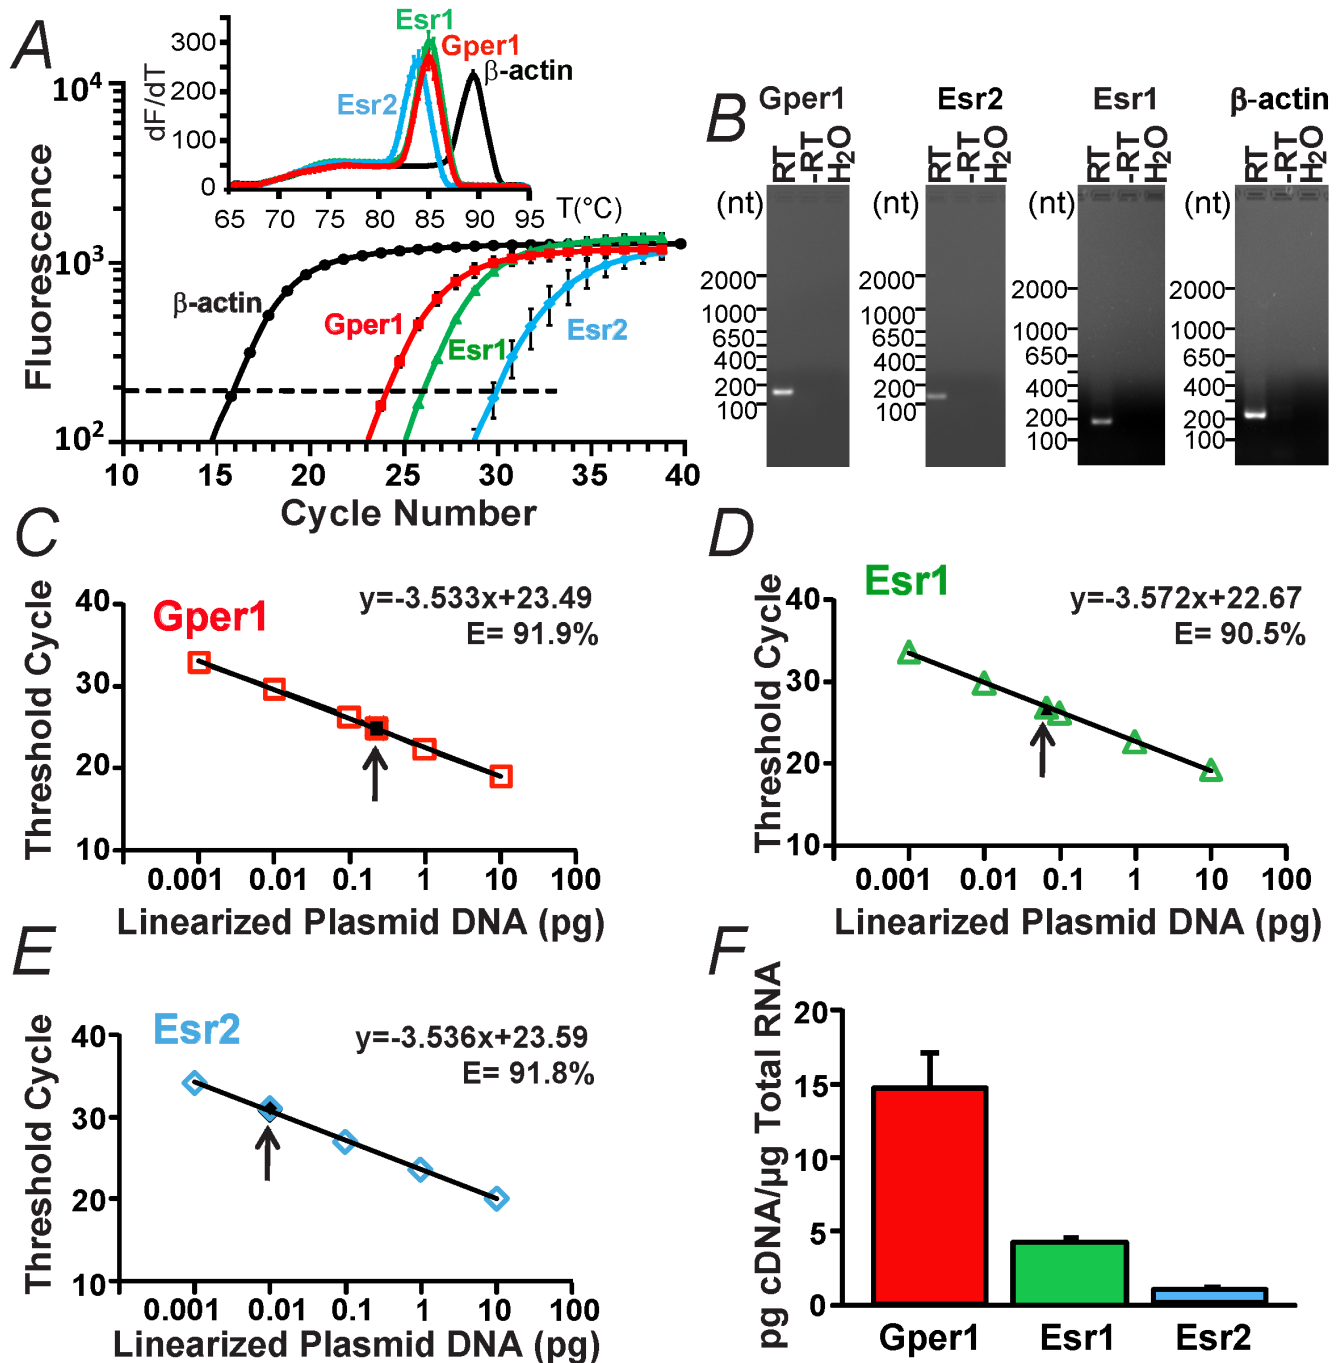 A
Esr1
Gper1
β-actin
Esr2
dF/dT
300
200
100
0
65 70 75 80 85 90 95
T(°C)
Fluorescence
10⁴
10³
10²
β-actin
Gper1
Esr1
Esr2
10 15 20 25 30 35 40
Cycle Number
B
Gper1 Esr2 Esr1 β-actin
RT -RT H₂O
RT -RT H₂O
RT -RT H₂O
RT -RT H₂O
(nt)
2000
1000
650
400
200
100
(nt)
2000
1000
650
400
200
100
(nt)
2000
1000
650
400
200
100
(nt)
2000
1000
650
400
200
100
C
Gper1
y=-3.533x+23.49
E= 91.9%
Threshold Cycle
40
30
20
10
0.001 0.01 0.1 1 10 100
Linearized Plasmid DNA (pg)
D
Esr1
y=-3.572x+22.67
E= 90.5%
Threshold Cycle
40
30
20
10
0.001 0.01 0.1 1 10 100
Linearized Plasmid DNA (pg)
E
Esr2
y=-3.536x+23.59
E= 91.8%
Threshold Cycle
40
30
20
10
0.001 0.01 0.1 1 10 100
Linearized Plasmid DNA (pg)
F
pg cDNA/µg Total RNA
20
15
10
5
0
Gper1 Esr1 Esr2